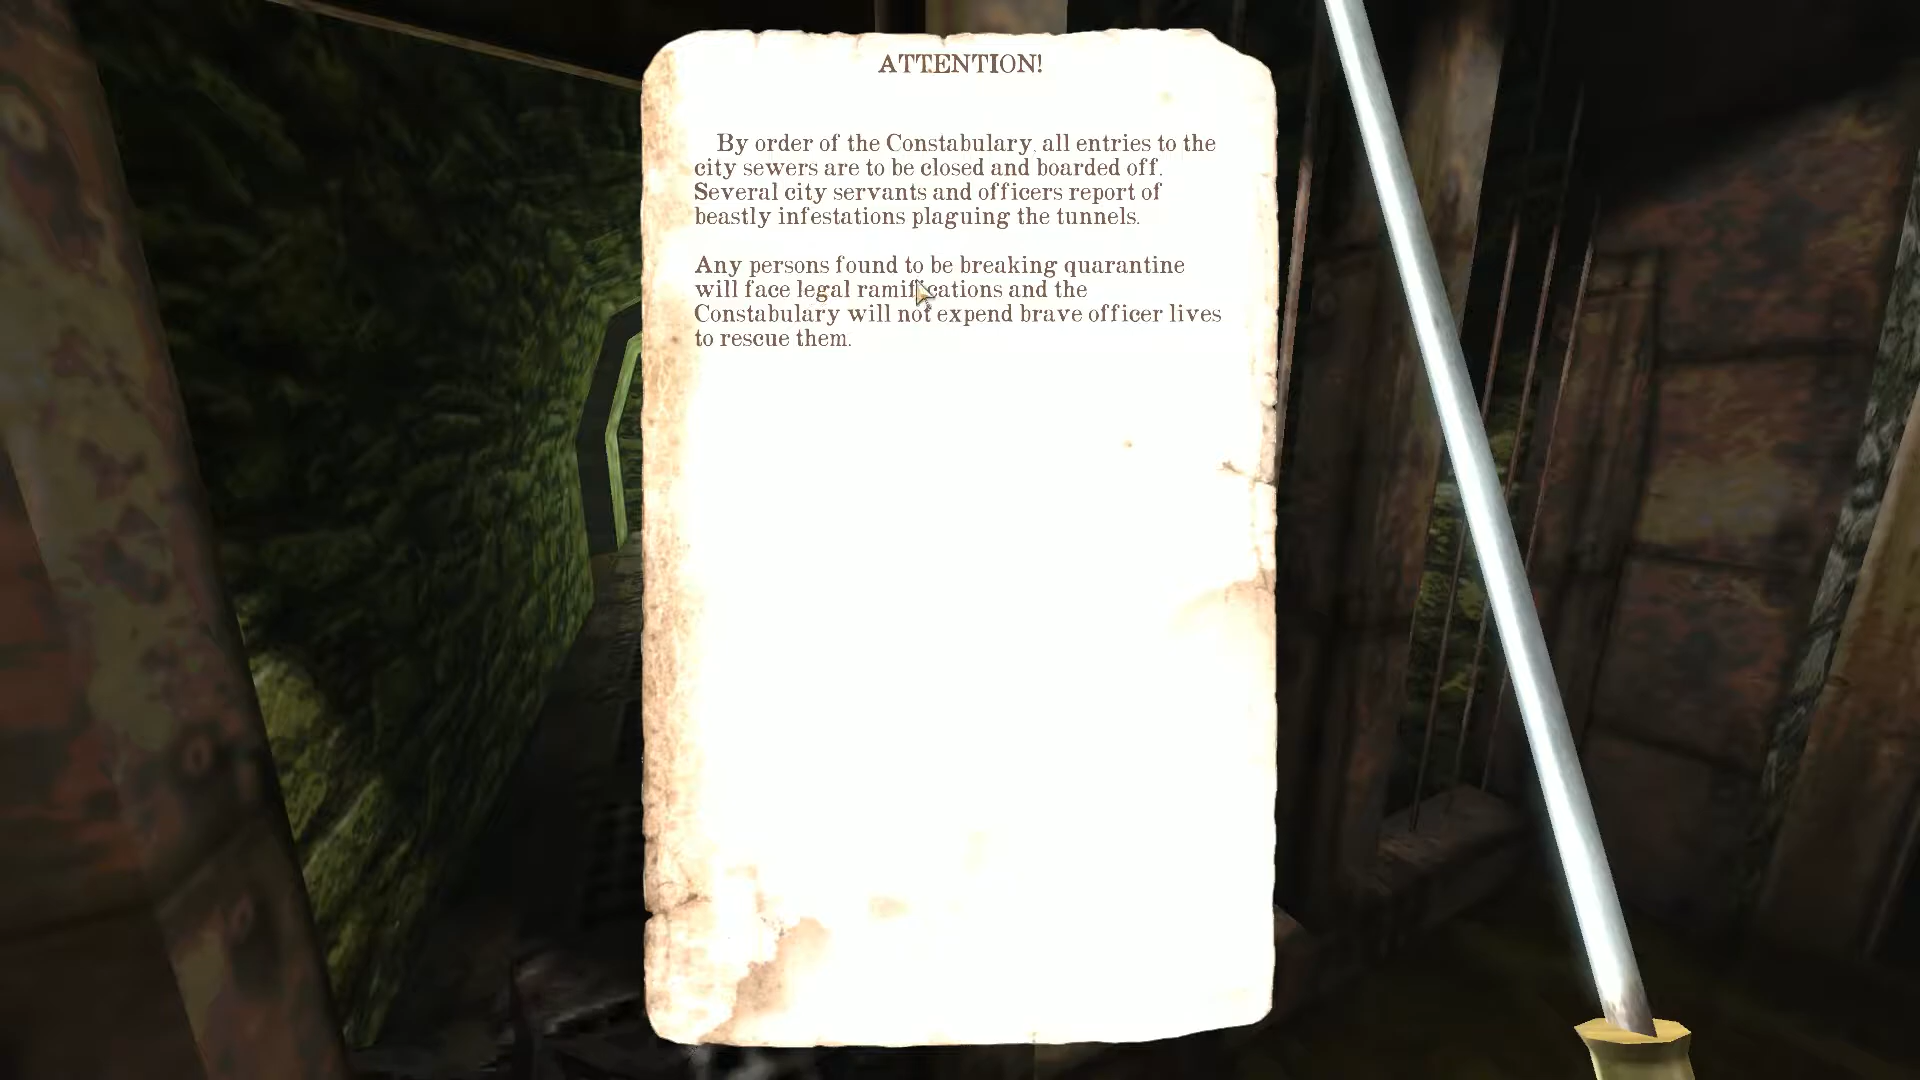 ATTENTION!
By order of the Constabulary, all entries to the
city sewers are to be closed and boarded off.
Several city servants and officers report of
beastly infestations plaguing the tunnels.
Any persons found to be breaking quarantine
will face legal ramifications and the
Constabulary will not expend brave officer lives
to rescue them.